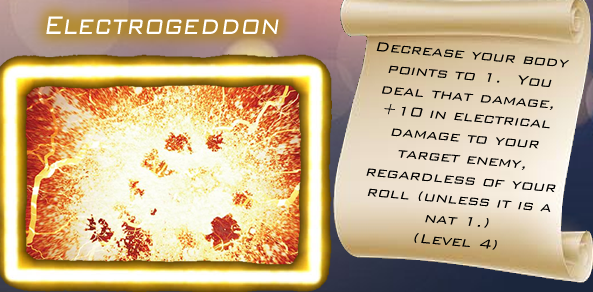 Electrogeddon
Decrease your body
points to 1. You
deal that damage,
+10 in electrical
damage to your
target enemy,
regardless of your
roll (unless it is a
nat 1.)
(Level 4)